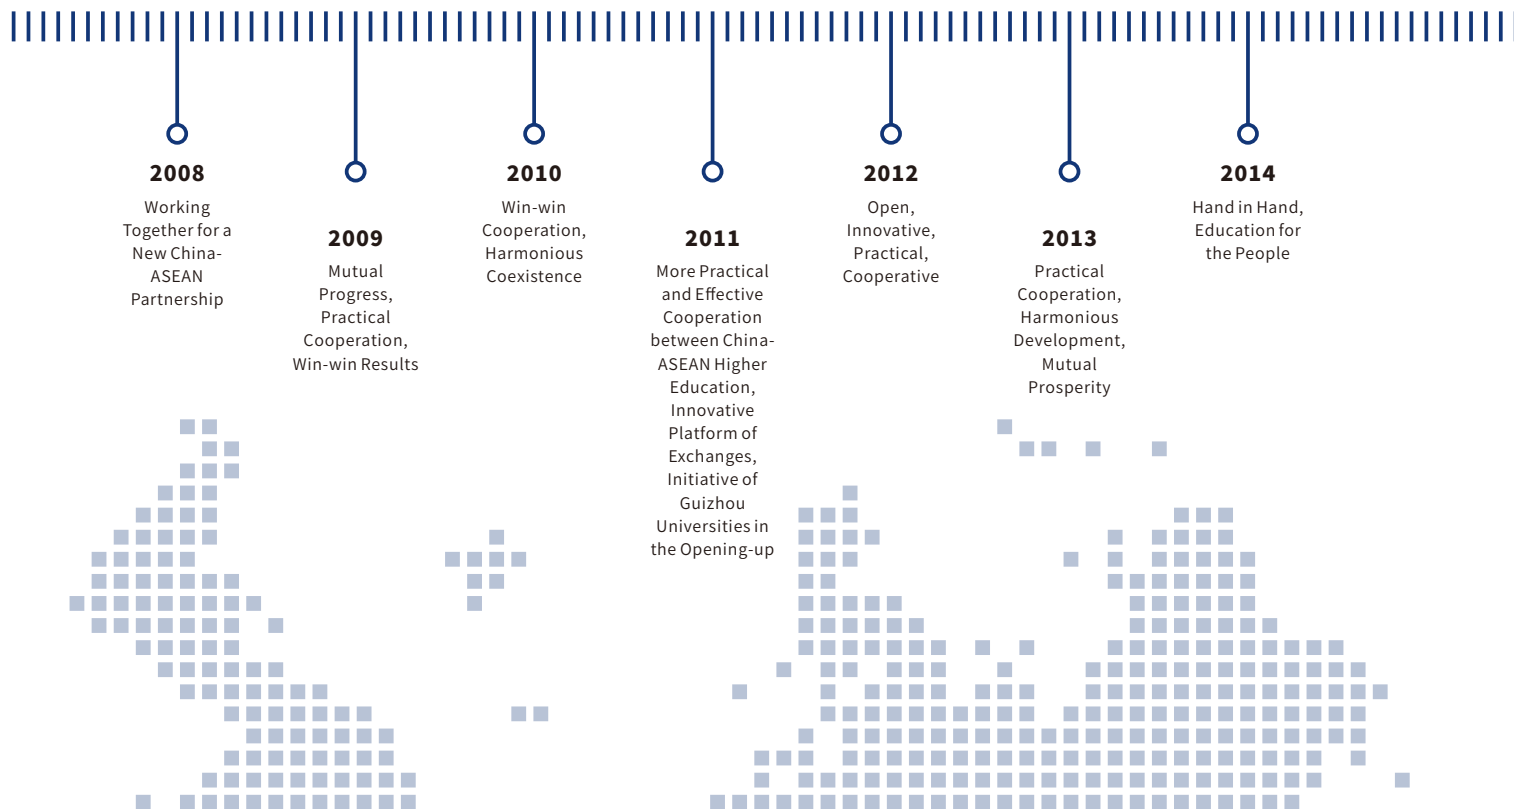 2008
Working
Together for a
New China-
ASEAN
Partnership
2009
Mutual
Progress,
Practical
Cooperation,
Win-win Results
2010
Win-win
Cooperation,
Harmonious
Coexistence
2011
More Practical
and Effective
Cooperation
between China-
ASEAN Higher
Education,
Innovative
Platform of
Exchanges,
Initiative of
Guizhou
Universities in
the Opening-up
2012
Open,
Innovative,
Practical,
Cooperative
2013
Practical
Cooperation,
Harmonious
Development,
Mutual
Prosperity
2014
Hand in Hand,
Education for
the People